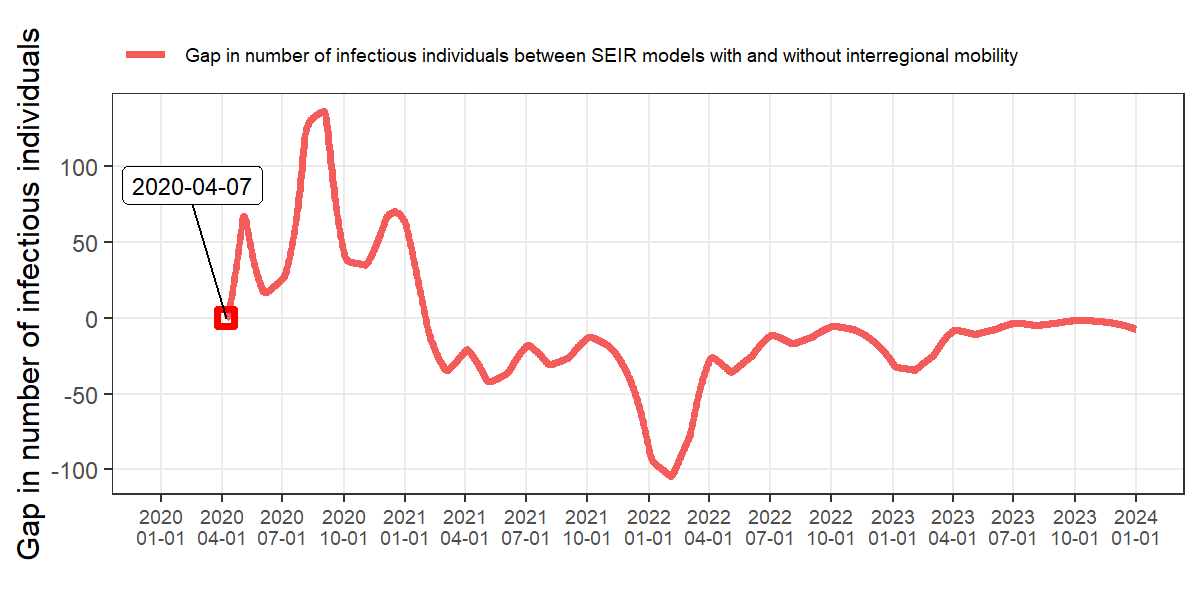 Gap in number of infectious individuals between SEIR models with and without interregional mobility
Gap in number of infectious individuals
100
50
0
-50
-100
2020-04-07
2020 2020 2020 2020 2021 2021 2021 2021 2022 2022 2022 2022 2023 2023 2023 2023 2024
01-01 04-01 07-01 10-01 01-01 04-01 07-01 10-01 01-01 04-01 07-01 10-01 01-01 04-01 07-01 10-01 01-01